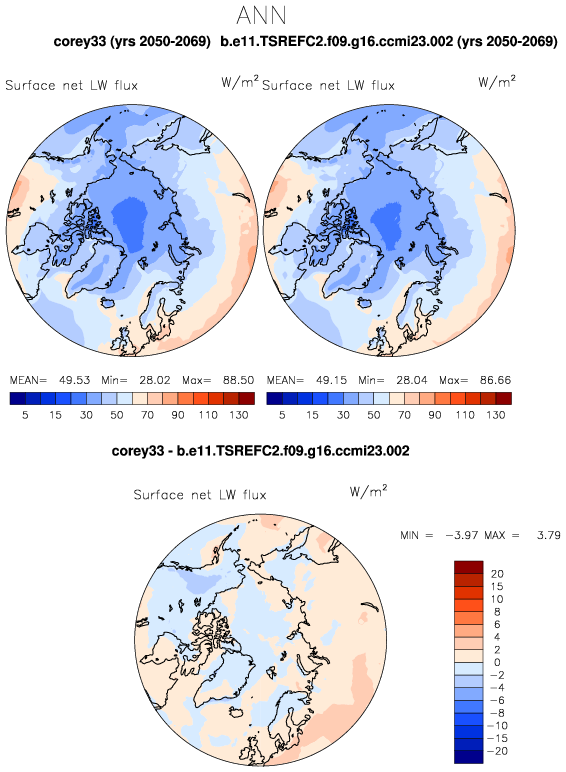 ANN
corey33 (yrs 2050-2069) b.e11.TSREFC2.f09.g16.ccmi23.002 (yrs 2050-2069)
Surface net LW flux W/m² Surface net LW flux W/m²
MEAN= 49.53 Min= 28.02 Max= 88.50 MEAN= 49.15 Min= 28.04 Max= 86.66
5 15 30 50 70 90 110 130 5 15 30 50 70 90 110 130
corey33 - b.e11.TSREFC2.f09.g16.ccmi23.002
Surface net LW flux W/m²
MIN = -3.97 MAX = 3.79
20
15
10
8
6
4
2
0
-2
-4
-6
-8
-10
-15
-20